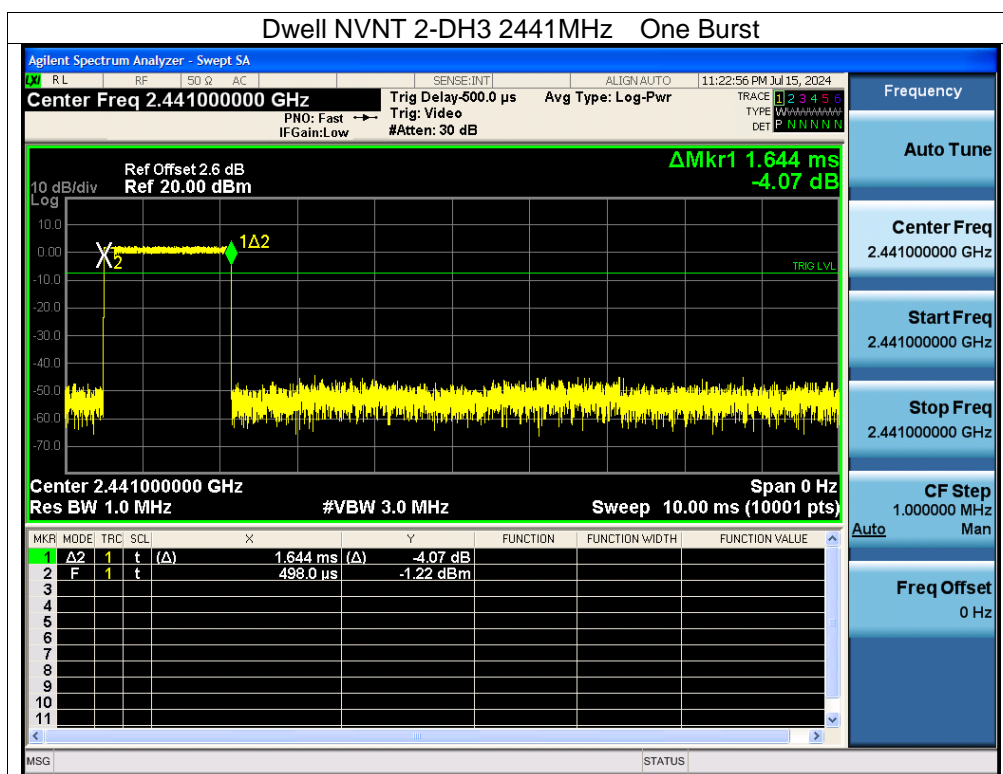 Dwell NVNT 2-DH3 2441MHz One Burst
Agilent Spectrum Analyzer - Swept SA
LXI RL RF 50 Ω AC SENSE:INT ALIGN AUTO 11:22:56 PM Jul 15, 2024
Center Freq 2.441000000 GHz Trig Delay-500.0 µs Avg Type: Log-Pwr TRACE 1 2 3 4 5 6
PNO: Fast Trig: Video TYPE WWWWWW
IFGain:Low #Atten: 30 dB DET P N N N N N
Frequency
Auto Tune
Center Freq
2.441000000 GHz
Start Freq
2.441000000 GHz
Stop Freq
2.441000000 GHz
CF Step
1.000000 MHz
Auto Man
Freq Offset
0 Hz
ΔMkr1 1.644 ms
-4.07 dB
Ref Offset 2.6 dB
10 dB/div Ref 20.00 dBm
Log
10.0
0.00
-10.0
-20.0
-30.0
-40.0
-50.0
-60.0
-70.0
X2
1Δ2
TRIG LVL
Center 2.441000000 GHz Span 0 Hz
Res BW 1.0 MHz #VBW 3.0 MHz Sweep 10.00 ms (10001 pts)
MKR MODE TRC SCL X Y FUNCTION FUNCTION WIDTH FUNCTION VALUE
1 Δ2 1 t (Δ) 1.644 ms (Δ) -4.07 dB
2 F 1 t 498.0 µs -1.22 dBm
3
4
5
6
7
8
9
10
11
MSG STATUS